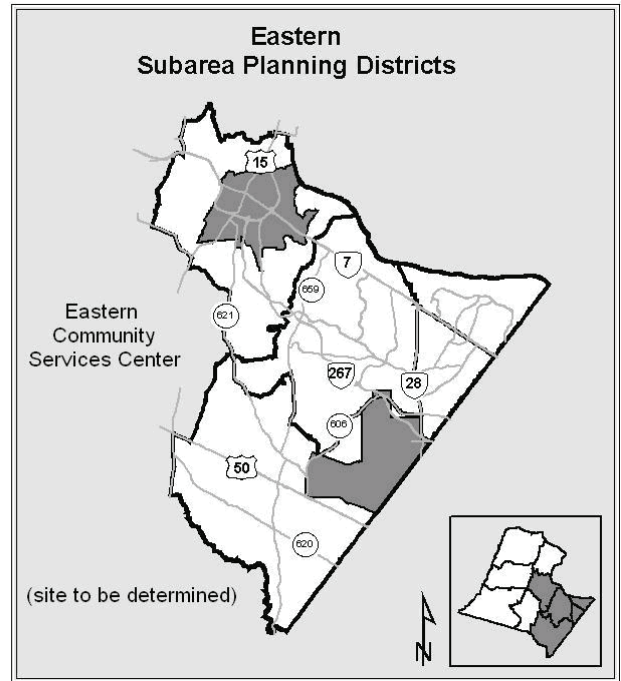 Eastern
Subarea Planning Districts
15
7
659
Eastern
Community
Services Center
621
267
28
606
50
620
(site to be determined)
N